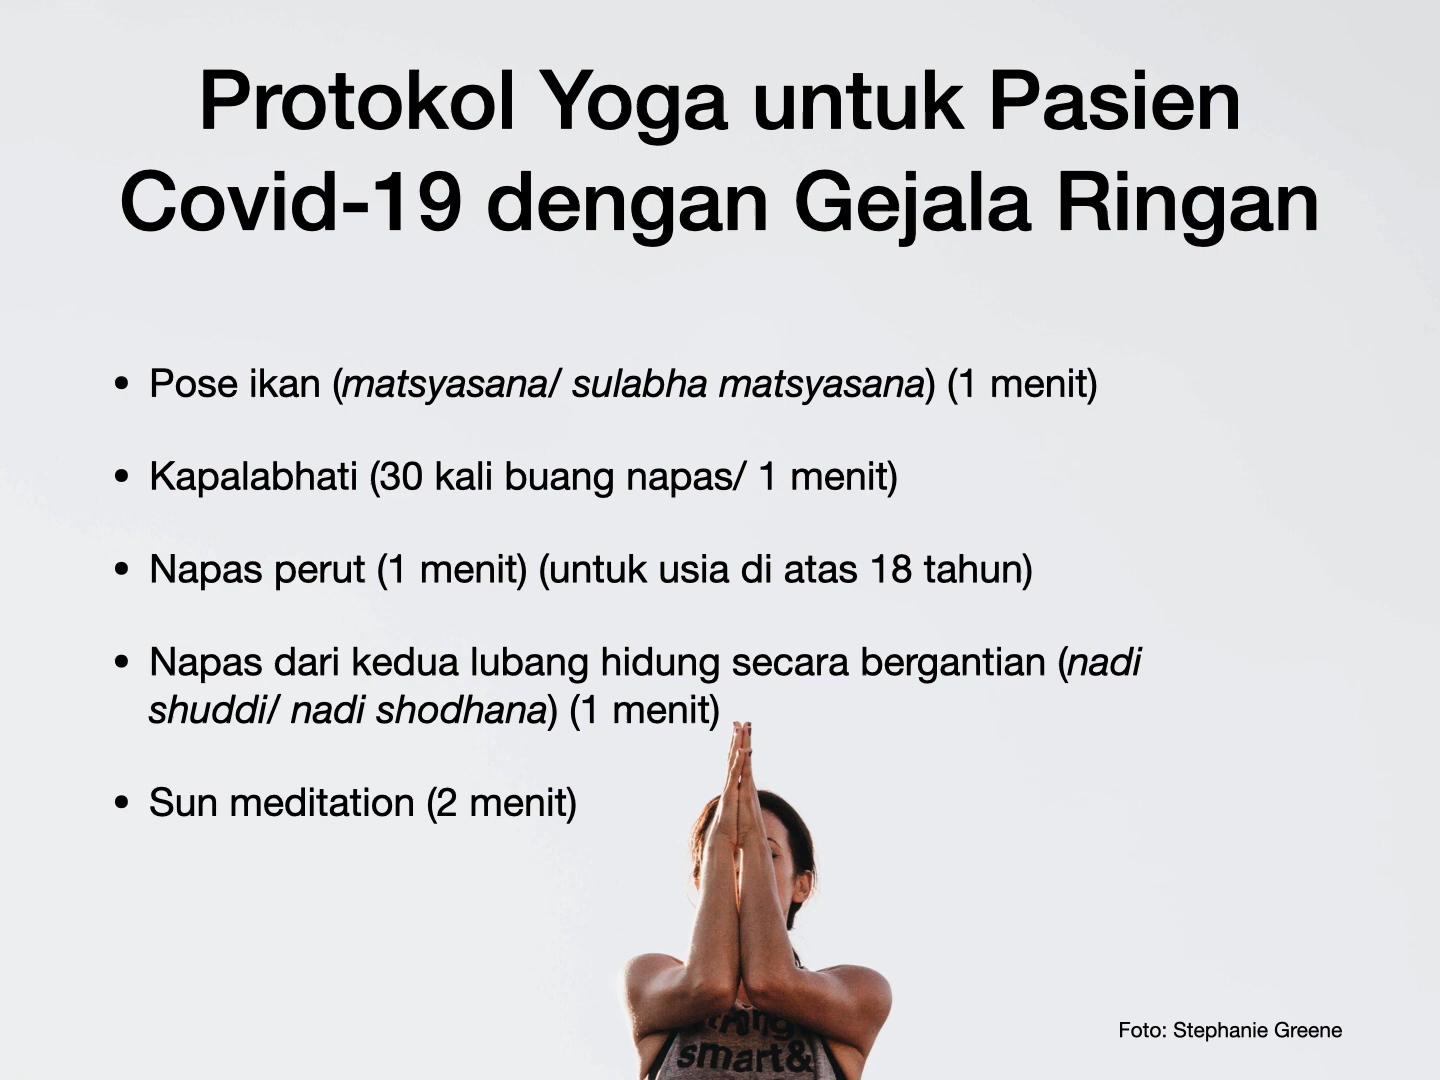 Protokol Yoga untuk Pasien
Covid-19 dengan Gejala Ringan
• Pose ikan (matsyasana/ sulabha matsyasana) (1 menit)
• Kapalabhati (30 kali buang napas/ 1 menit)
• Napas perut (1 menit) (untuk usia di atas 18 tahun)
• Napas dari kedua lubang hidung secara bergantian (nadi
shuddi/ nadi shodhana) (1 menit)
• Sun meditation (2 menit)
smart&
Foto: Stephanie Greene